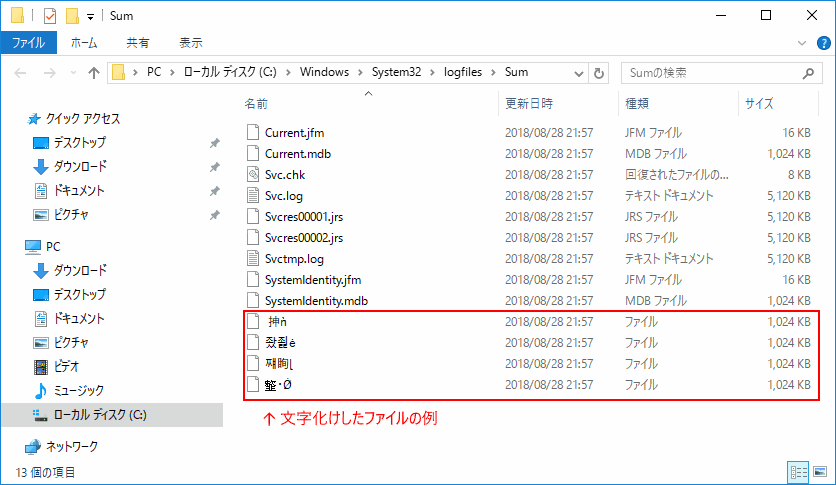 Sum
ファイル ホーム 共有 表示
PC › ローカル ディスク (C:) › Windows › System32 › logfiles › Sum Sumの検索
名前 更新日時 種類 サイズ
クイック アクセス
デスクトップ
ダウンロード
ドキュメント
ピクチャ
PC
ダウンロード
デスクトップ
ドキュメント
ピクチャ
ビデオ
ミュージック
ローカル ディスク (C:)
ネットワーク
Current.jfm 2018/08/28 21:57 JFM ファイル 16 KB
Current.mdb 2018/08/28 21:57 MDB ファイル 1,024 KB
Svc.chk 2018/08/28 21:57 回復されたファイルの... 8 KB
Svc.log 2018/08/28 21:57 テキスト ドキュメント 5,120 KB
Svcres00001.jrs 2018/08/28 21:57 JRS ファイル 5,120 KB
Svcres00002.jrs 2018/08/28 21:57 JRS ファイル 5,120 KB
Svctmp.log 2018/08/28 21:57 テキスト ドキュメント 5,120 KB
SystemIdentity.jfm 2018/08/28 21:57 JFM ファイル 16 KB
SystemIdentity.mdb 2018/08/28 21:57 MDB ファイル 1,024 KB
2018/08/28 21:57 ファイル 1,024 KB
2018/08/28 21:57 ファイル 1,024 KB
2018/08/28 21:57 ファイル 1,024 KB
2018/08/28 21:57 ファイル 1,024 KB
↑ 文字化けしたファイルの例
13 個の項目